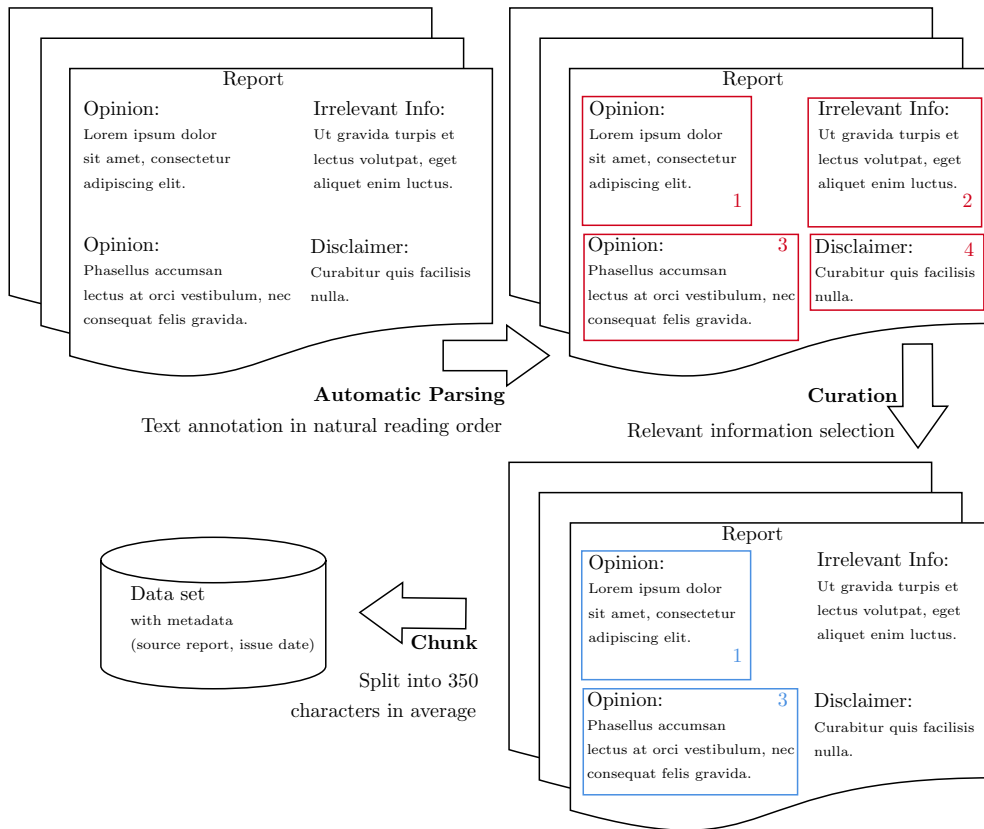 Report
Opinion:
Lorem ipsum dolor
sit amet, consectetur
adipiscing elit.
Irrelevant Info:
Ut gravida turpis et
lectus volutpat, eget
aliquet enim luctus.
Opinion:
Phasellus accumsan
lectus at orci vestibulum, nec
consequat felis gravida.
Disclaimer:
Curabitur quis facilisis
nulla.
Automatic Parsing
Text annotation in natural reading order
Report
Opinion:
Lorem ipsum dolor
sit amet, consectetur
adipiscing elit.
1
Irrelevant Info:
Ut gravida turpis et
lectus volutpat, eget
aliquet enim luctus.
2
Opinion:
3
Phasellus accumsan
lectus at orci vestibulum, nec
consequat felis gravida.
Disclaimer:
4
Curabitur quis facilisis
nulla.
Curation
Relevant information selection
Report
Opinion:
Lorem ipsum dolor
sit amet, consectetur
adipiscing elit.
1
Irrelevant Info:
Ut gravida turpis et
lectus volutpat, eget
aliquet enim luctus.
Opinion:
3
Phasellus accumsan
lectus at orci vestibulum, nec
consequat felis gravida.
Disclaimer:
Curabitur quis facilisis
nulla.
Chunk
Split into 350
characters in average
Data set
with metadata
(source report, issue date)